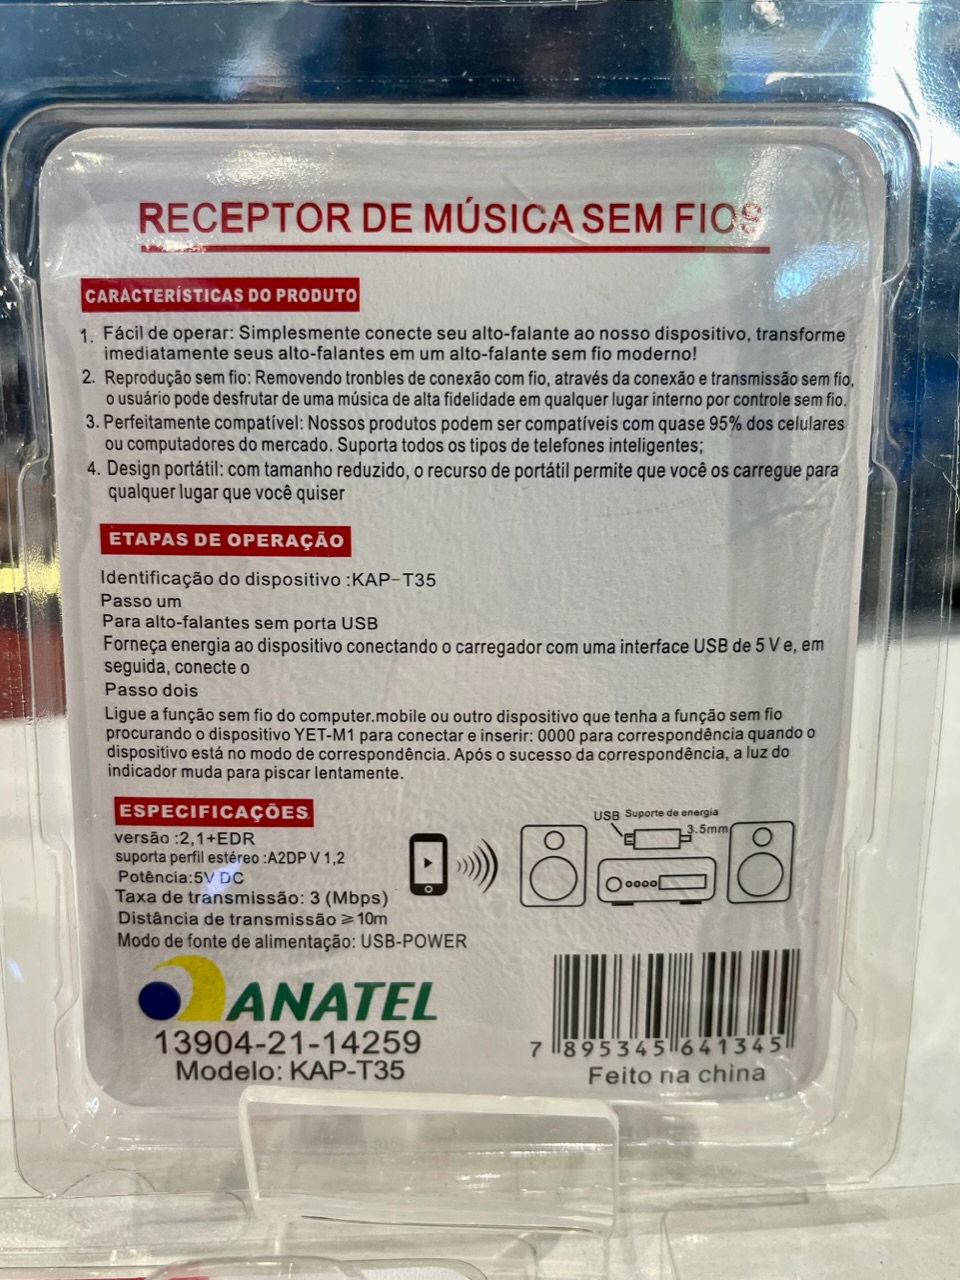 RECEPTOR DE MÚSICA SEM FIOS
CARACTERÍSTICAS DO PRODUTO
1. Fácil de operar: Simplesmente conecte seu alto-falante ao nosso dispositivo, transforme
imediatamente seus alto-falantes em um alto-falante sem fio moderno!
2. Reprodução sem fio: Removendo tronbles de conexão com fio, através da conexão e transmissão sem fio,
o usuário pode desfrutar de uma música de alta fidelidade em qualquer lugar interno por controle sem fio.
3. Perfeitamente compatível: Nossos produtos podem ser compatíveis com quase 95% dos celulares
ou computadores do mercado. Suporta todos os tipos de telefones inteligentes;
4. Design portátil: com tamanho reduzido, o recurso de portátil permite que você os carregue para
qualquer lugar que você quiser
ETAPAS DE OPERAÇÃO
Identificação do dispositivo :KAP-T35
Passo um
Para alto-falantes sem porta USB
Forneça energia ao dispositivo conectando o carregador com uma interface USB de 5 V e, em
seguida, conecte o
Passo dois
Ligue a função sem fio do computer.mobile ou outro dispositivo que tenha a função sem fio
procurando o dispositivo YET-M1 para conectar e inserir: 0000 para correspondência quando o
dispositivo está no modo de correspondência. Após o sucesso da correspondência, a luz do
indicador muda para piscar lentamente.
ESPECIFICAÇÕES
versão :2,1+EDR
suporta perfil estéreo :A2DP V 1,2
Potência:5V DC
Taxa de transmissão: 3 (Mbps)
Distância de transmissão ≥10m
Modo de fonte de alimentação: USB-POWER
USB Suporte de energia
3.5mm
ANATEL
13904-21-14259
Modelo: KAP-T35
7 895345 641345
Feito na china